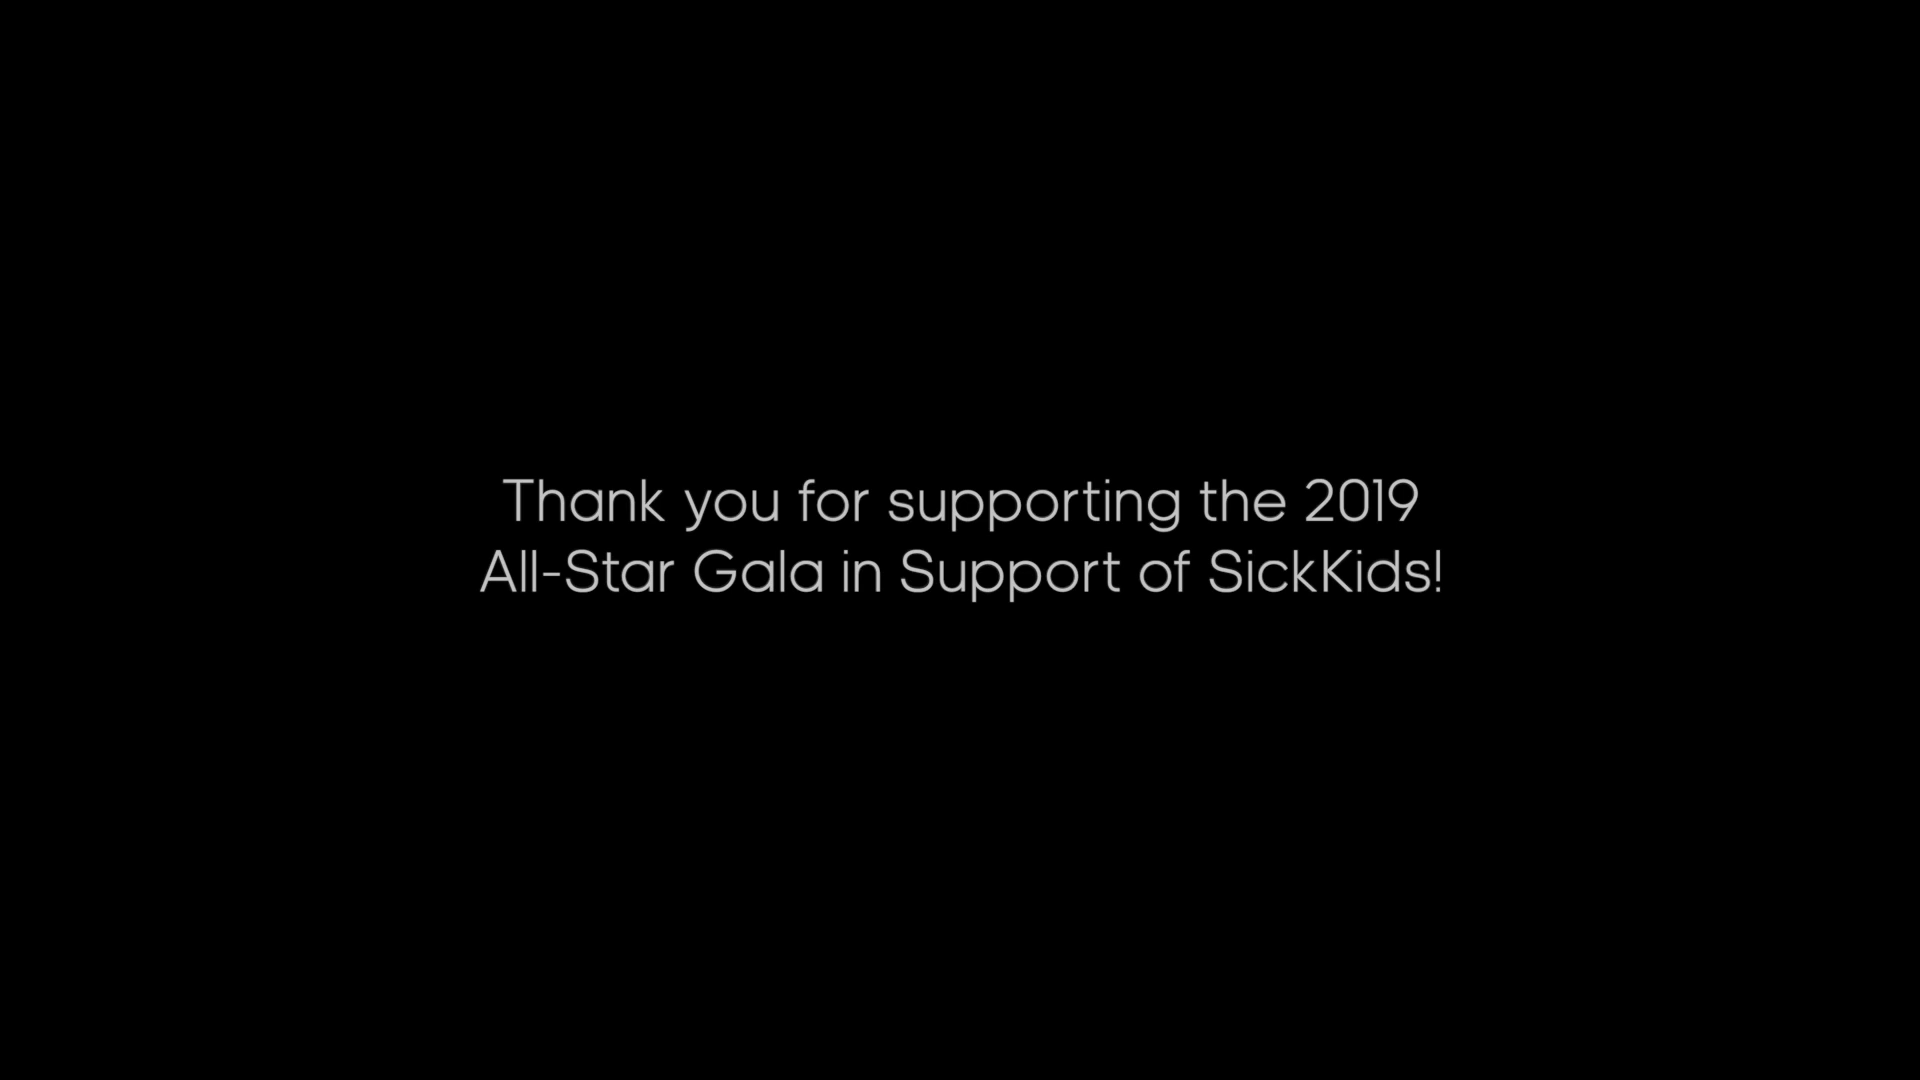 Thank you for supporting the 2019
All-Star Gala in Support of SickKids!